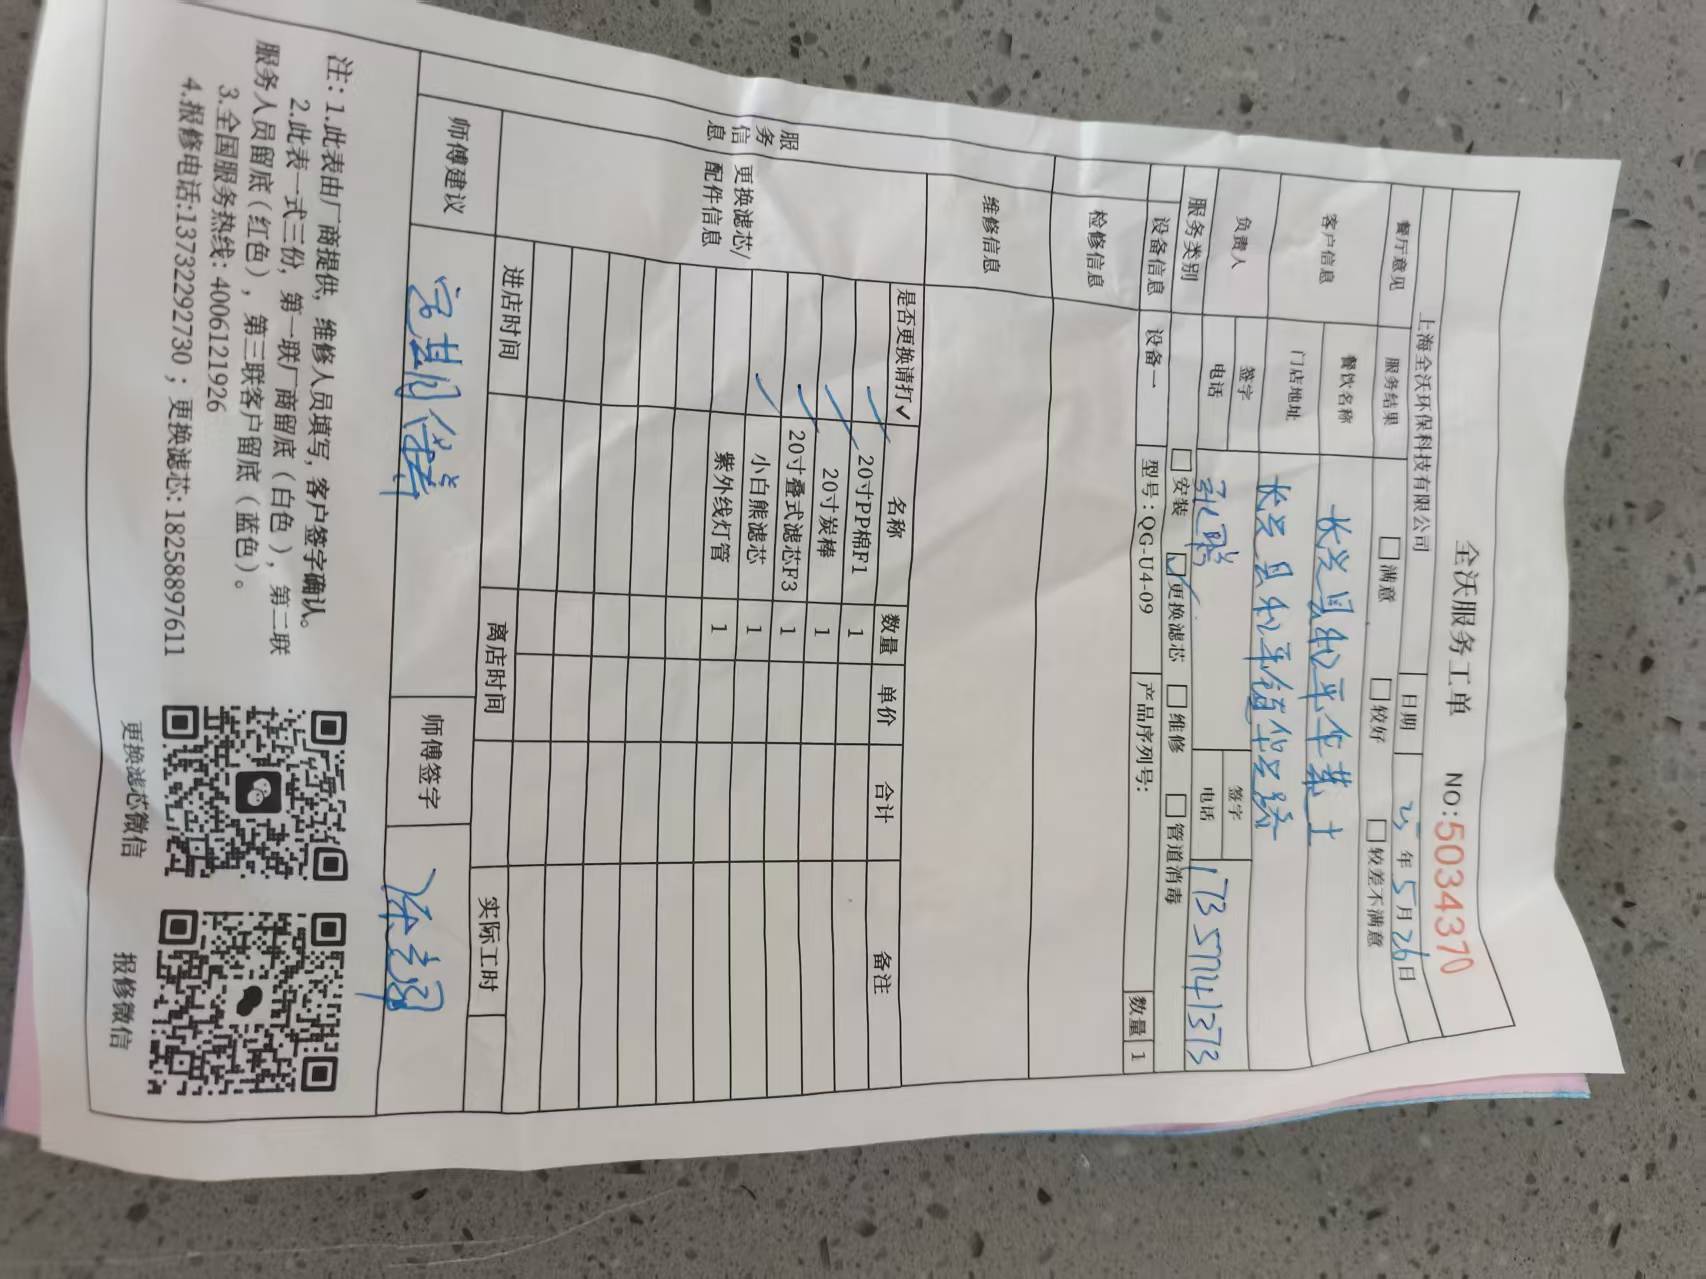 全沃服务工单 NO:5034370
上海全沃环保科技有限公司 日期 25年5月26日
餐厅意见 服务结果 □满意 □较好 □较差不满意
客户信息 餐饮名称 长兴县和平
门店地址 长兴县和平镇
负责人 签字 签字
电话 电话 17357141373
服务类别 □安装 ☑更换滤芯 □维修 □管道消毒
设备信息 设备一 型号:QG-U4-09 产品序列号: 数量 1
检修信息
维修信息
服务信息
更换滤芯/配件信息
是否更换请打✓ 名称 数量 单价 合计 备注
✓ 20寸PP棉F1 1
✓ 20寸炭棒 1
✓ 20寸叠式滤芯F3 1
✓ 小白熊滤芯 1
紫外线灯管 1
进店时间 离店时间 实际工时
师傅建议 定期保养 师傅签字
注: 1.此表由厂商提供, 维修人员填写, 客户签字确认。
2.此表一式三份, 第一联厂商留底(白色), 第二联
服务人员留底(红色), 第三联客户留底(蓝色)。
3.全国服务热线: 4006121926
4.报修电话:13732292730 ; 更换滤芯:18258897611
更换滤芯微信 报修微信